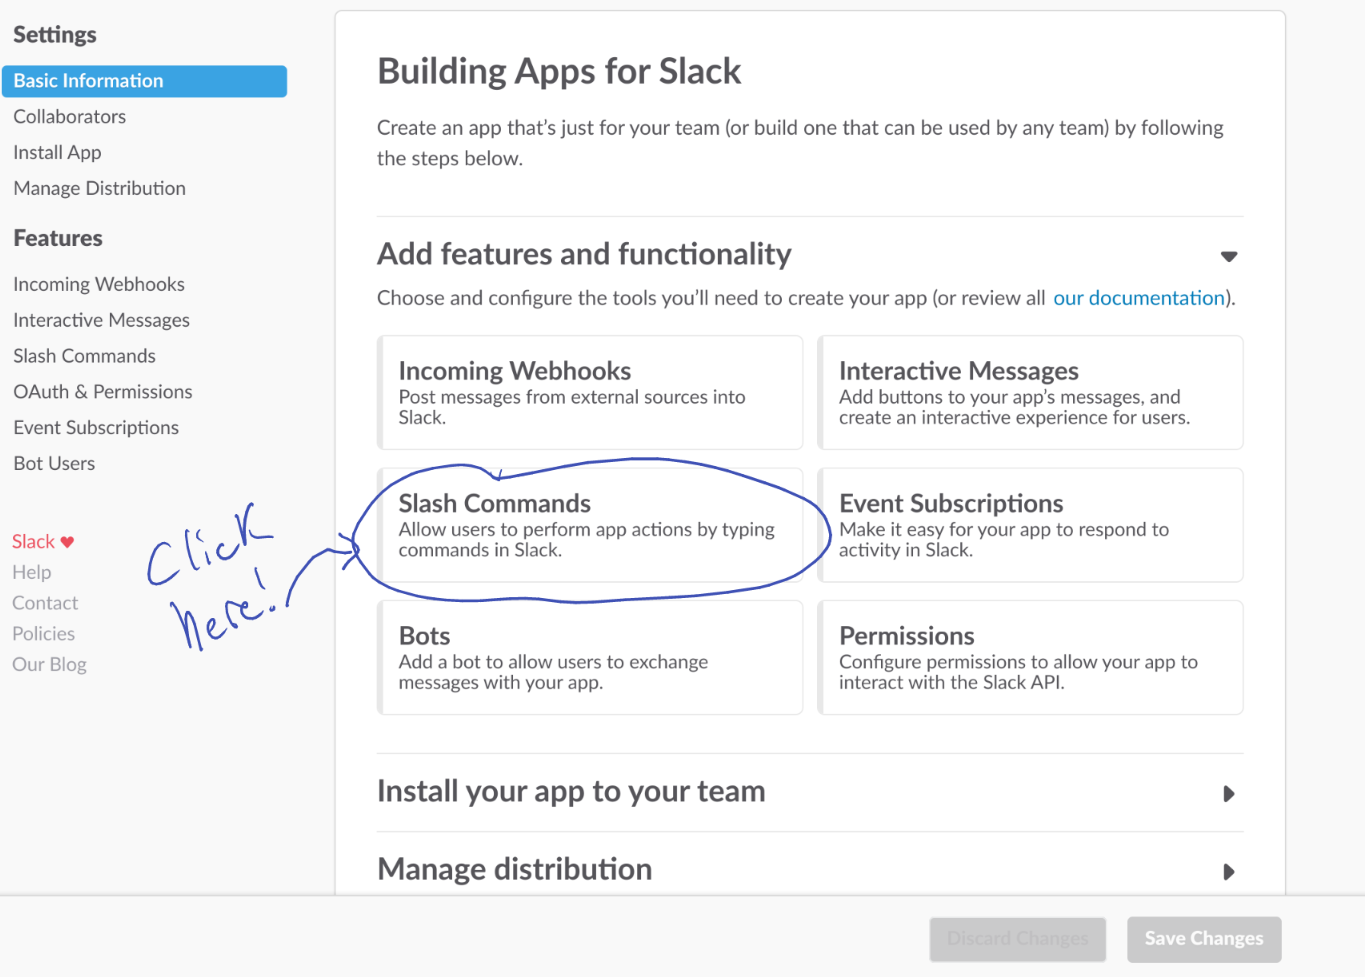 Settings
Basic Information
Collaborators
Install App
Manage Distribution
Features
Incoming Webhooks
Interactive Messages
Slash Commands
OAuth & Permissions
Event Subscriptions
Bot Users
Slack ♥
Help
Contact
Policies
Our Blog
Click
here!
Building Apps for Slack
Create an app that's just for your team (or build one that can be used by any team) by following
the steps below.
Add features and functionality
Choose and configure the tools you'll need to create your app (or review all our documentation).
Incoming Webhooks
Post messages from external sources into
Slack.
Interactive Messages
Add buttons to your app's messages, and
create an interactive experience for users.
Slash Commands
Allow users to perform app actions by typing
commands in Slack.
Event Subscriptions
Make it easy for your app to respond to
activity in Slack.
Bots
Add a bot to allow users to exchange
messages with your app.
Permissions
Configure permissions to allow your app to
interact with the Slack API.
Install your app to your team
Manage distribution
Discard Changes
Save Changes